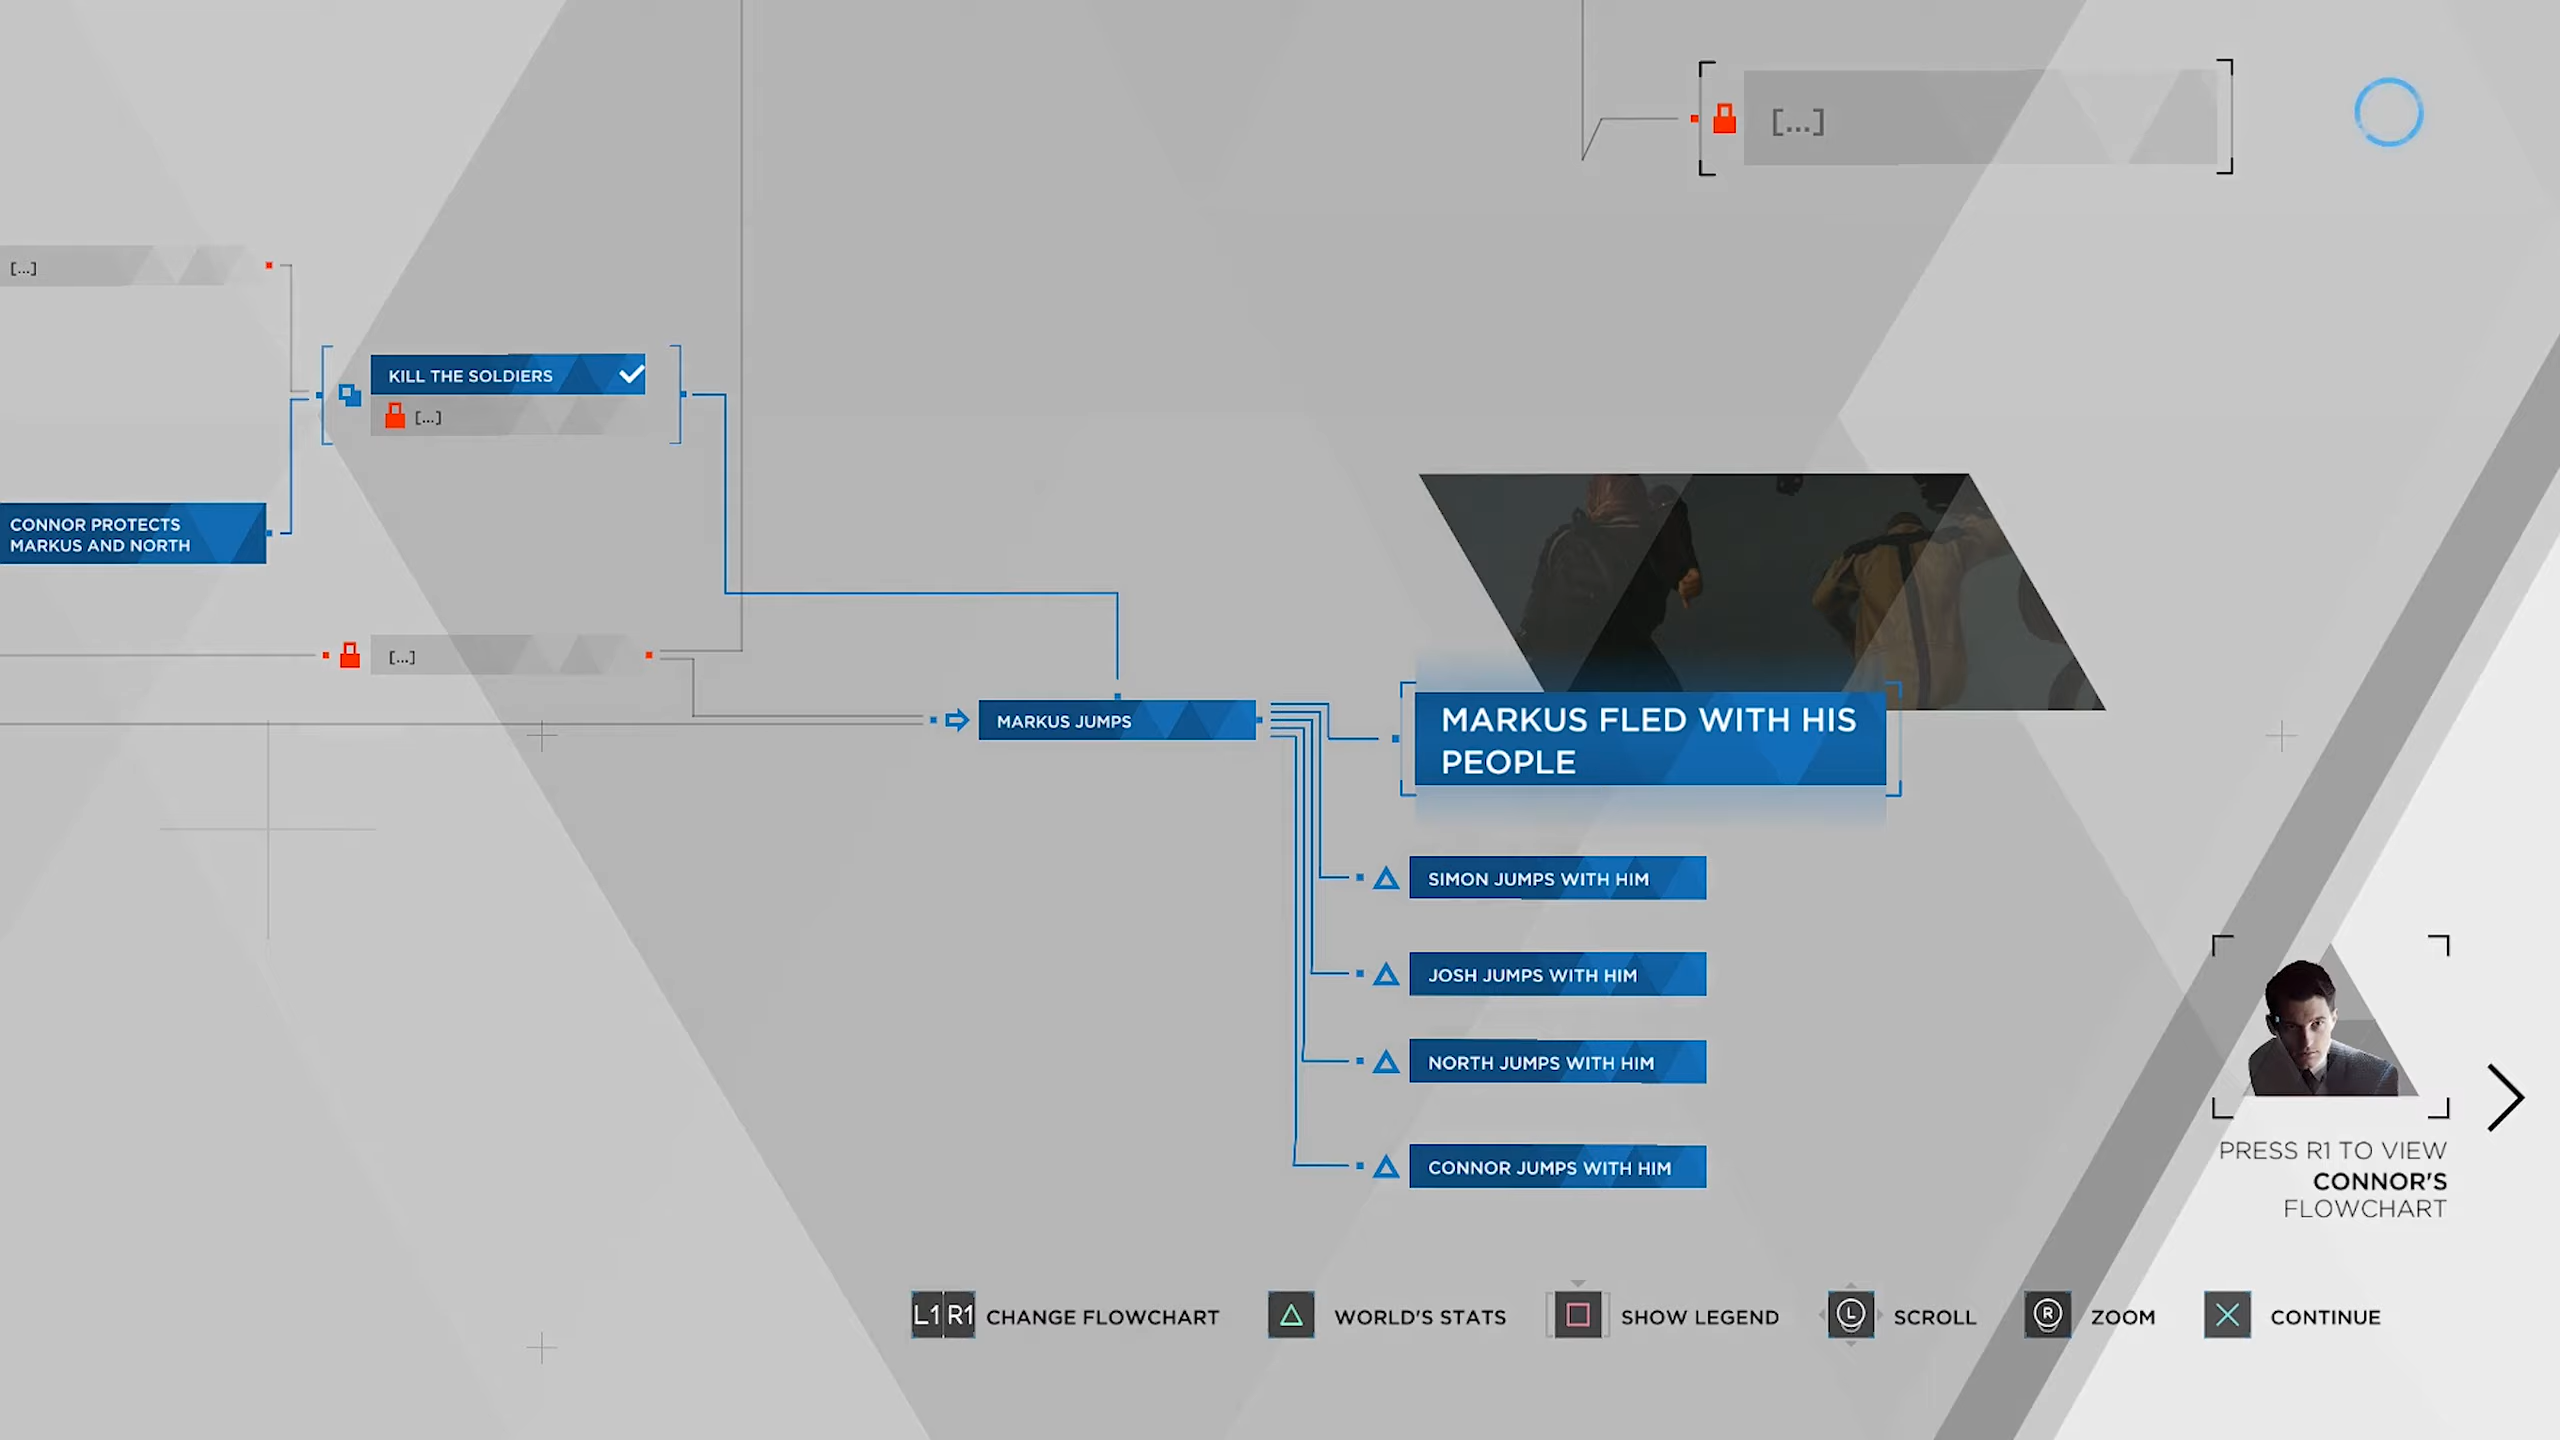 [...]
[...]
KILL THE SOLDIERS
[...]
CONNOR PROTECTS
MARKUS AND NORTH
[...]
MARKUS JUMPS
MARKUS FLED WITH HIS
PEOPLE
SIMON JUMPS WITH HIM
JOSH JUMPS WITH HIM
NORTH JUMPS WITH HIM
CONNOR JUMPS WITH HIM
PRESS R1 TO VIEW
CONNOR'S
FLOWCHART
L1 R1 CHANGE FLOWCHART WORLD'S STATS SHOW LEGEND L SCROLL R ZOOM CONTINUE